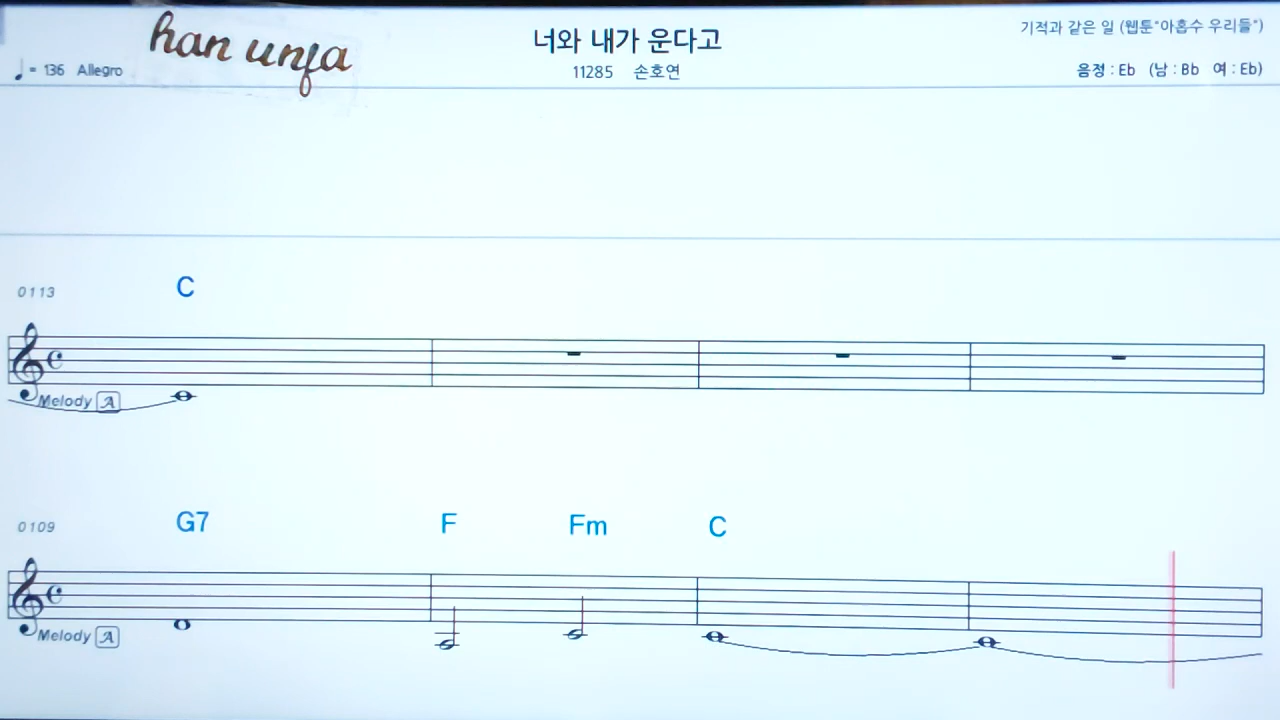 han unja
너와 내가 운다고
기적과 같은 일 (웹툰"아홉수 우리들")
♩= 136 Allegro
11285 손호연
음정 : Eb (남 : Bb 여 : Eb)
0113 C
Melody A
0109 G7 F Fm C
Melody A